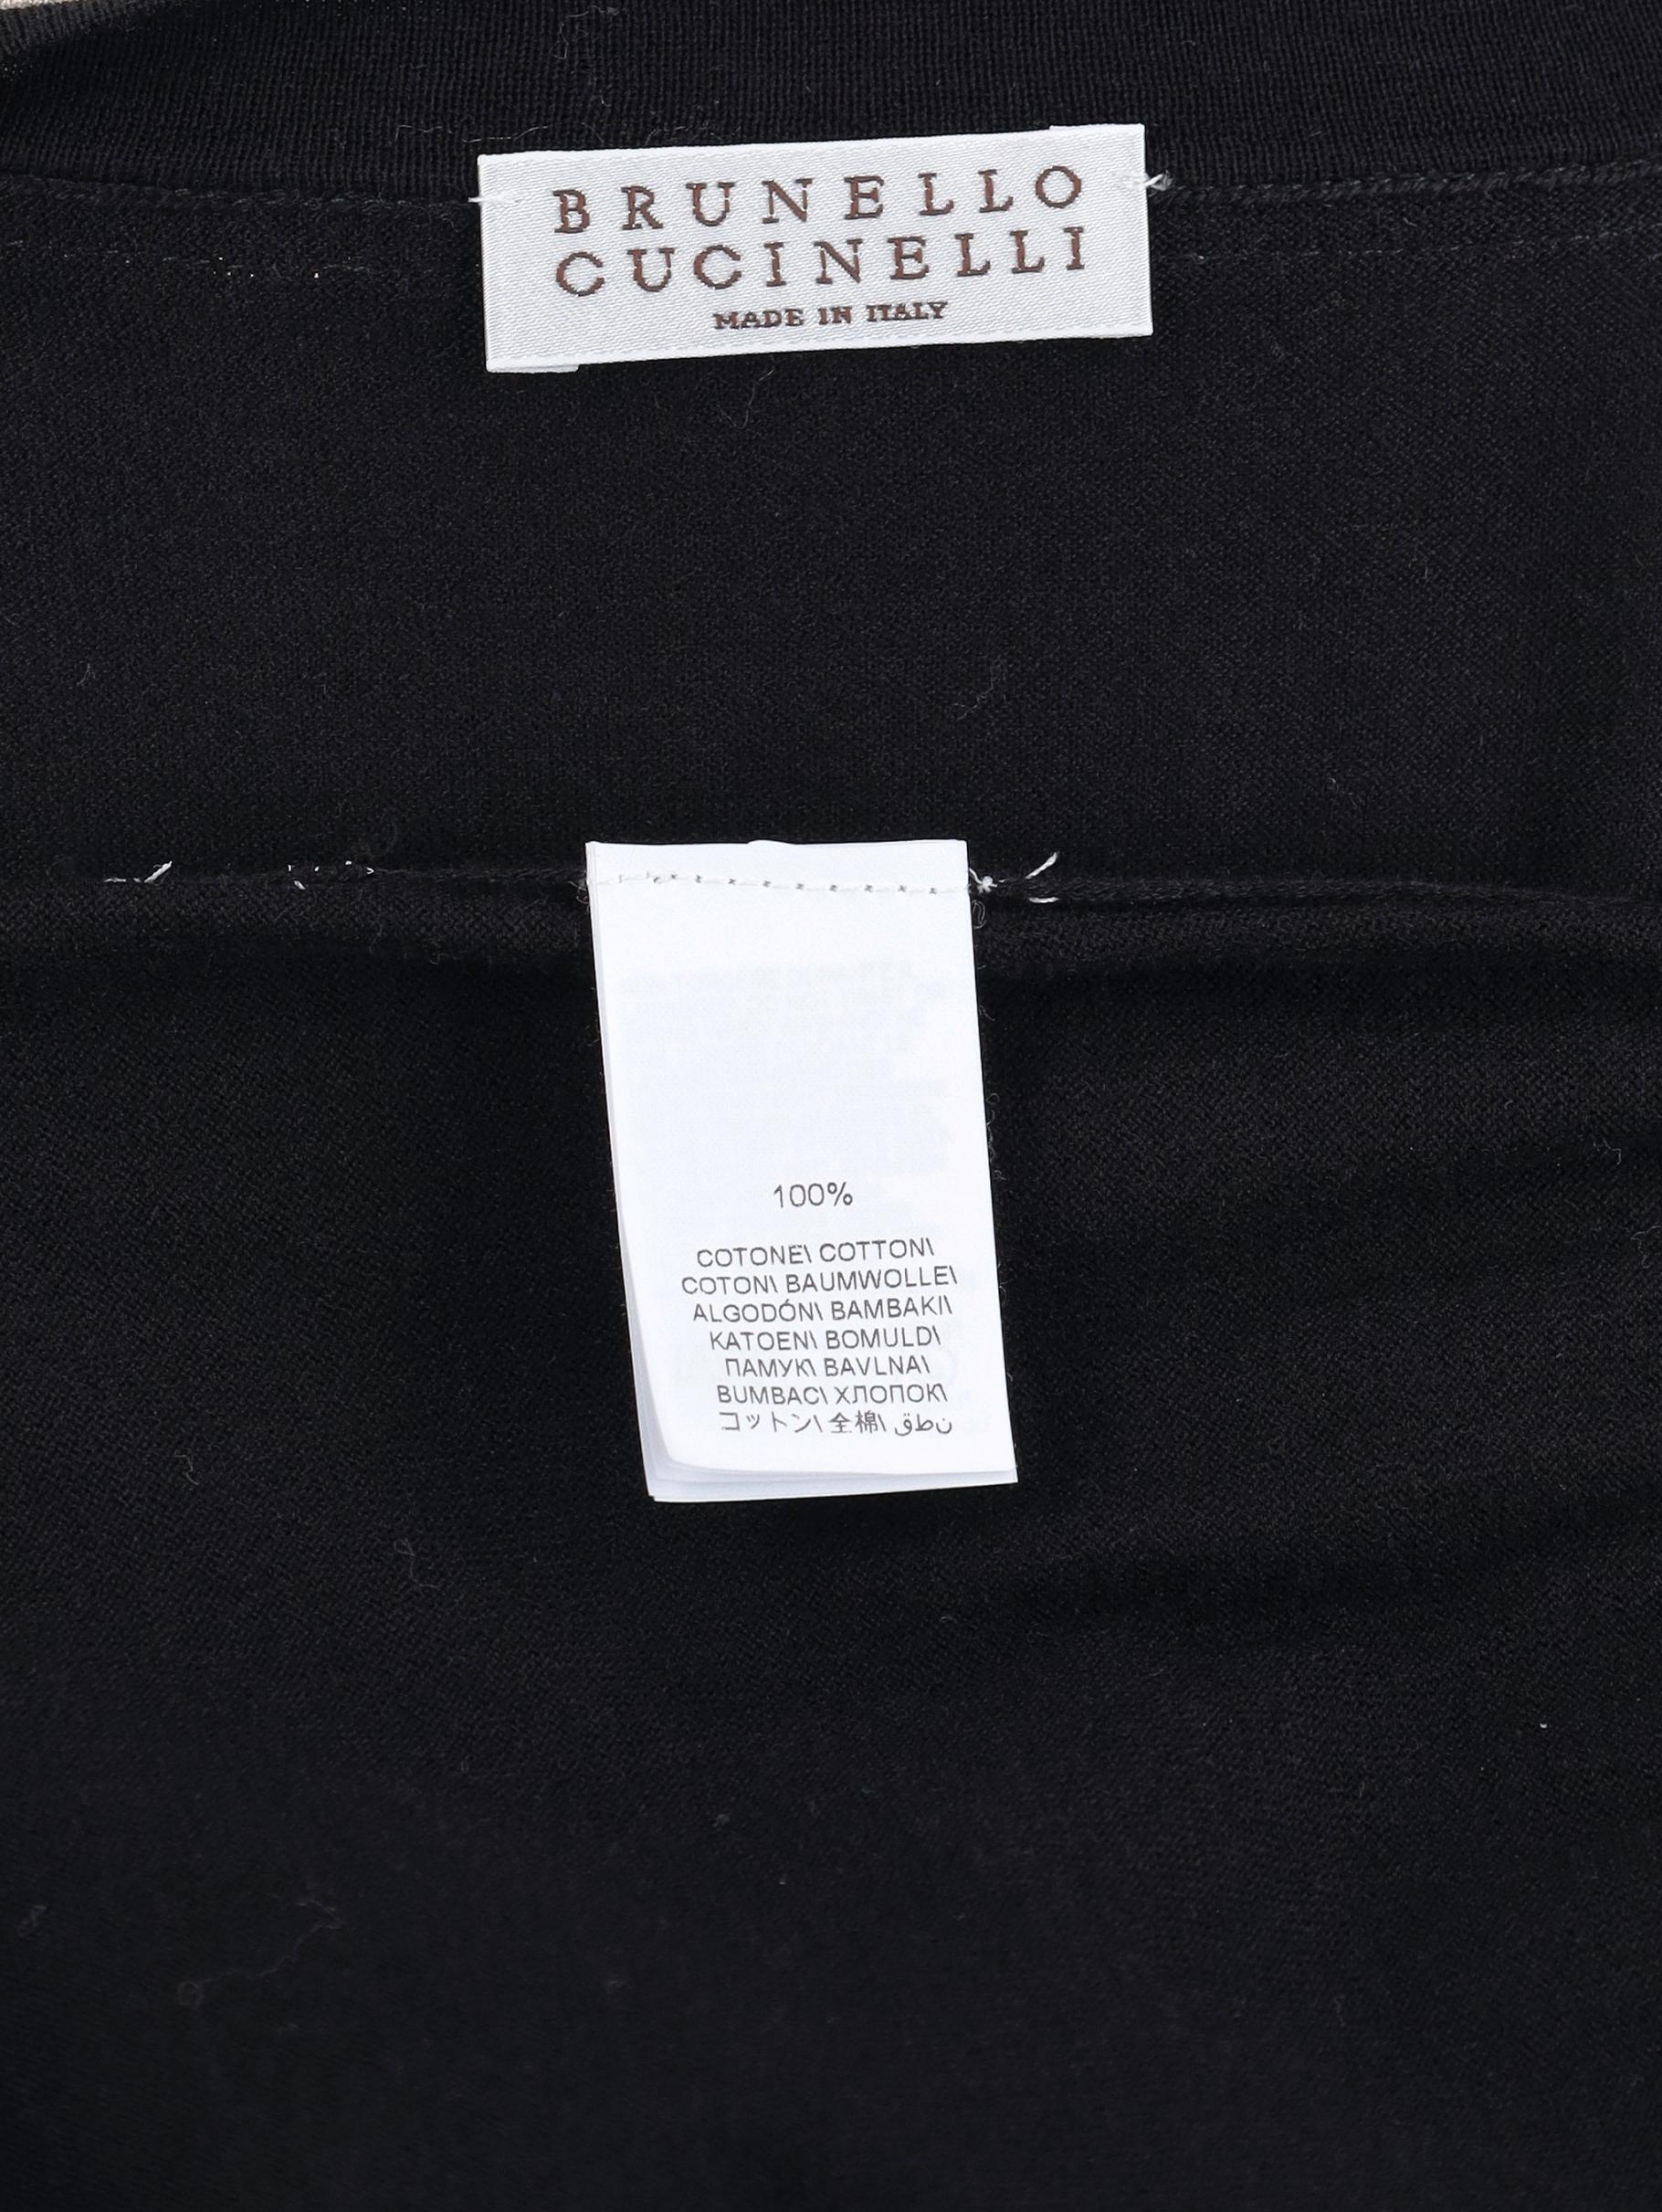 BRUNELLO
CUCINELLI
MADE IN ITALY
100%
COTONE\ COTTON\
COTON\ BAUMWOLLE\
ALGODÓN\ BAMBAKI\
KATOEN\ BOMULD\
ПАМУК\ BAVLNA\
BUMBAC\ ХЛОПОК\
コットン\ 全棉\ قطن